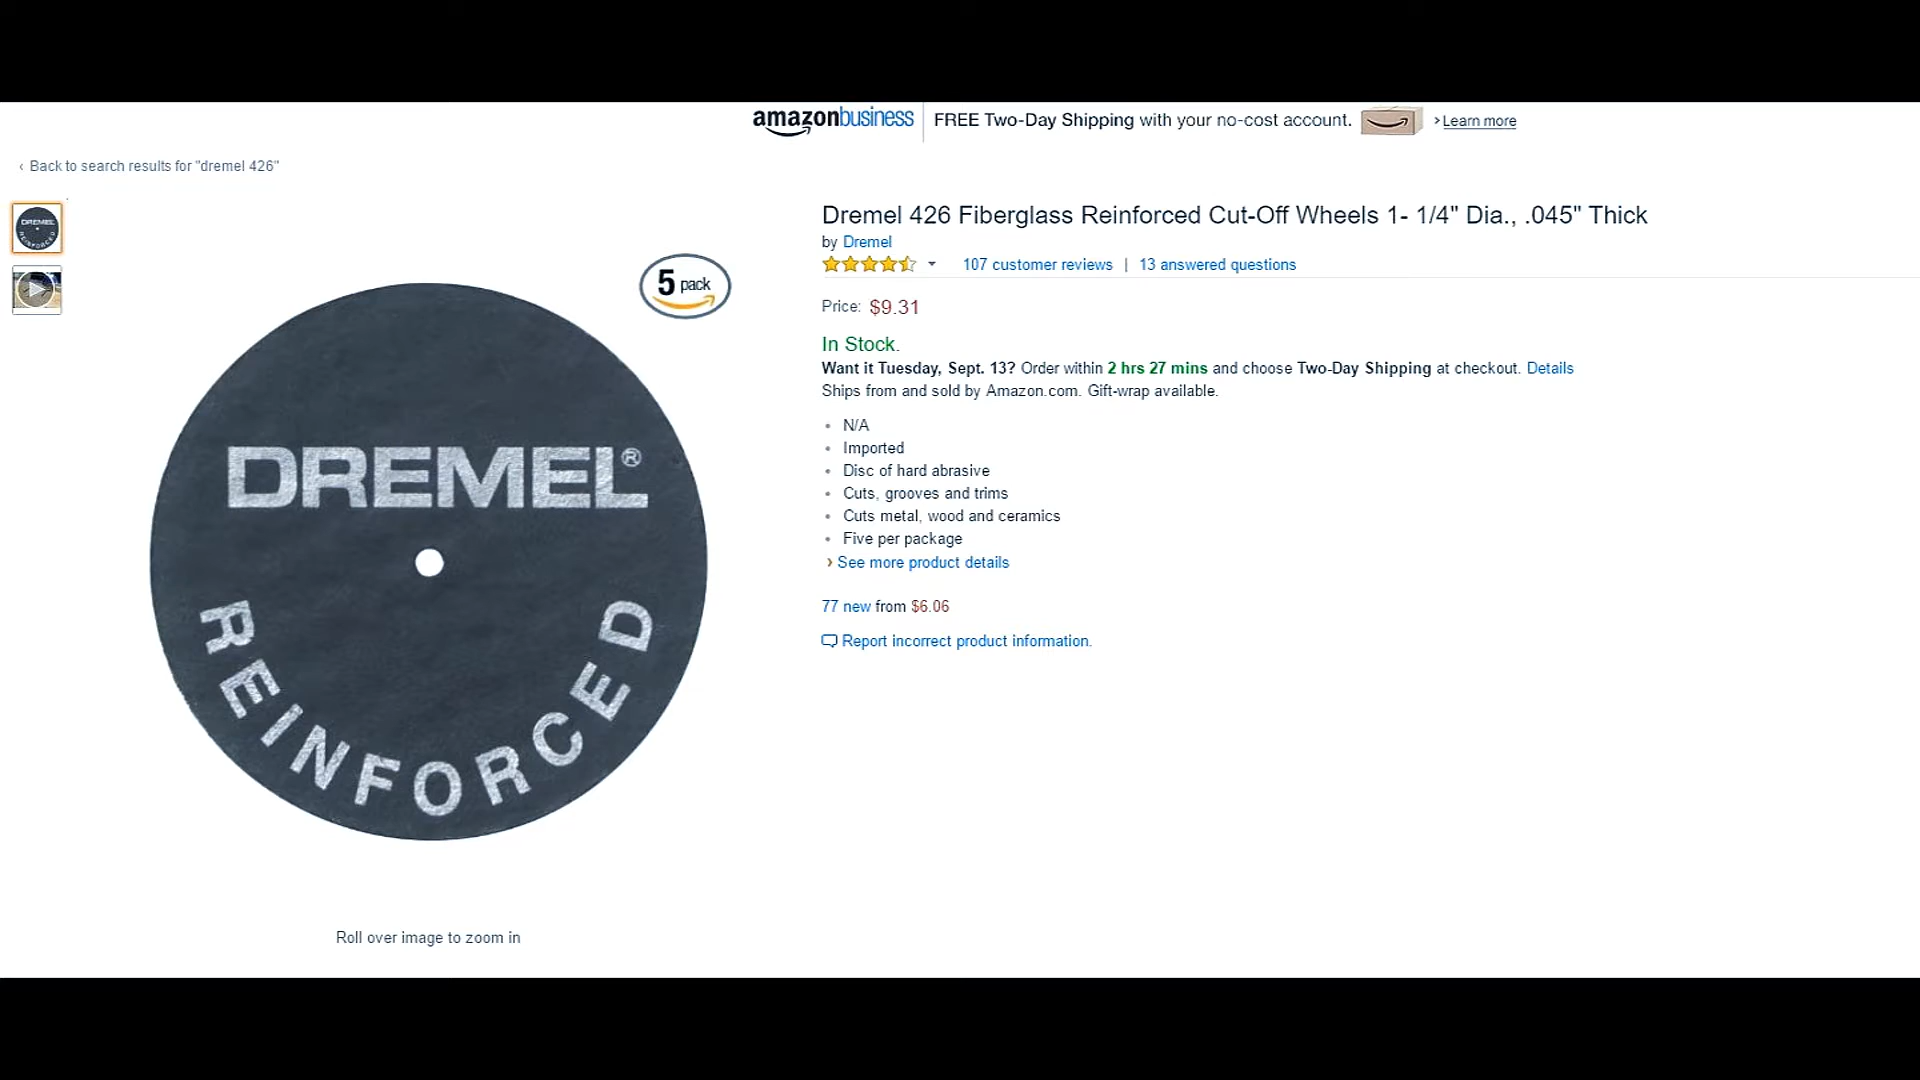 amazonbusiness FREE Two-Day Shipping with your no-cost account. › Learn more
‹ Back to search results for "dremel 426"
DREMEL
REINFORCED
5 pack
DREMEL®
REINFORCED
Roll over image to zoom in
Dremel 426 Fiberglass Reinforced Cut-Off Wheels 1- 1/4" Dia., .045" Thick
by Dremel
107 customer reviews | 13 answered questions
Price: $9.31
In Stock.
Want it Tuesday, Sept. 13? Order within 2 hrs 27 mins and choose Two-Day Shipping at checkout. Details
Ships from and sold by Amazon.com. Gift-wrap available.
• N/A
• Imported
• Disc of hard abrasive
• Cuts, grooves and trims
• Cuts metal, wood and ceramics
• Five per package
› See more product details
77 new from $6.06
Report incorrect product information.